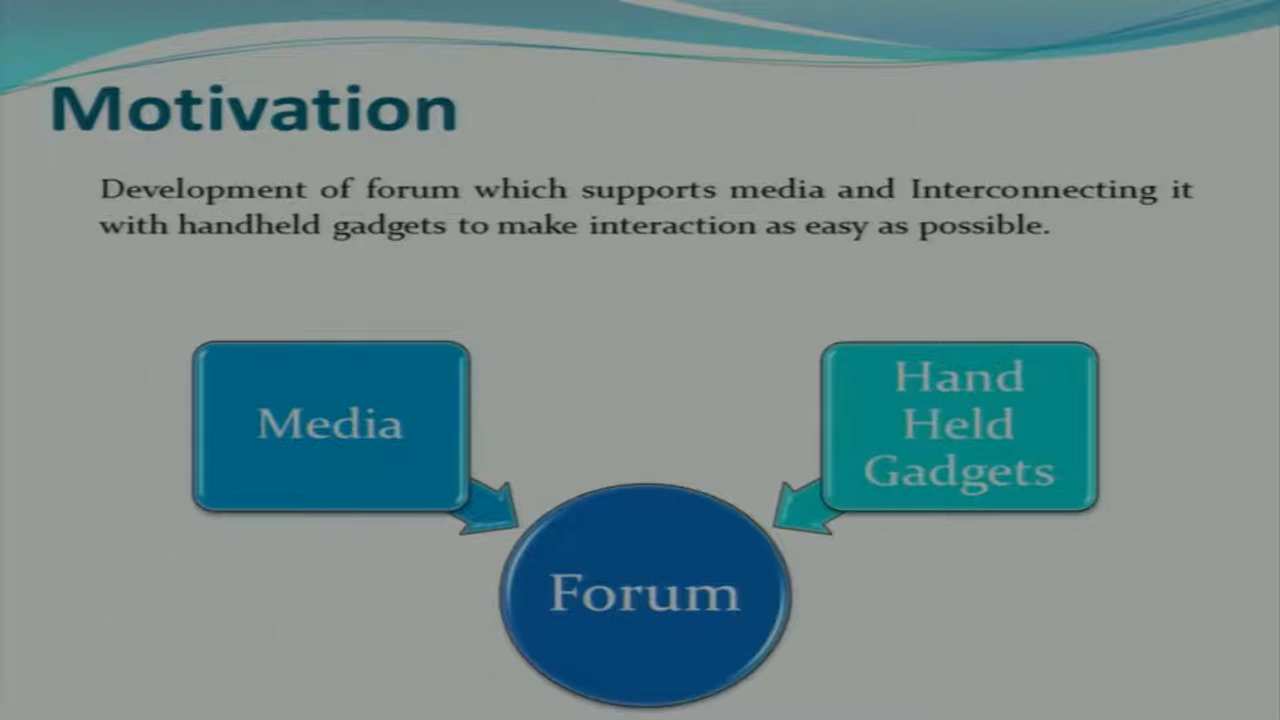 Motivation
Development of forum which supports media and Interconnecting it
with handheld gadgets to make interaction as easy as possible.
Media
Hand
Held
Gadgets
Forum